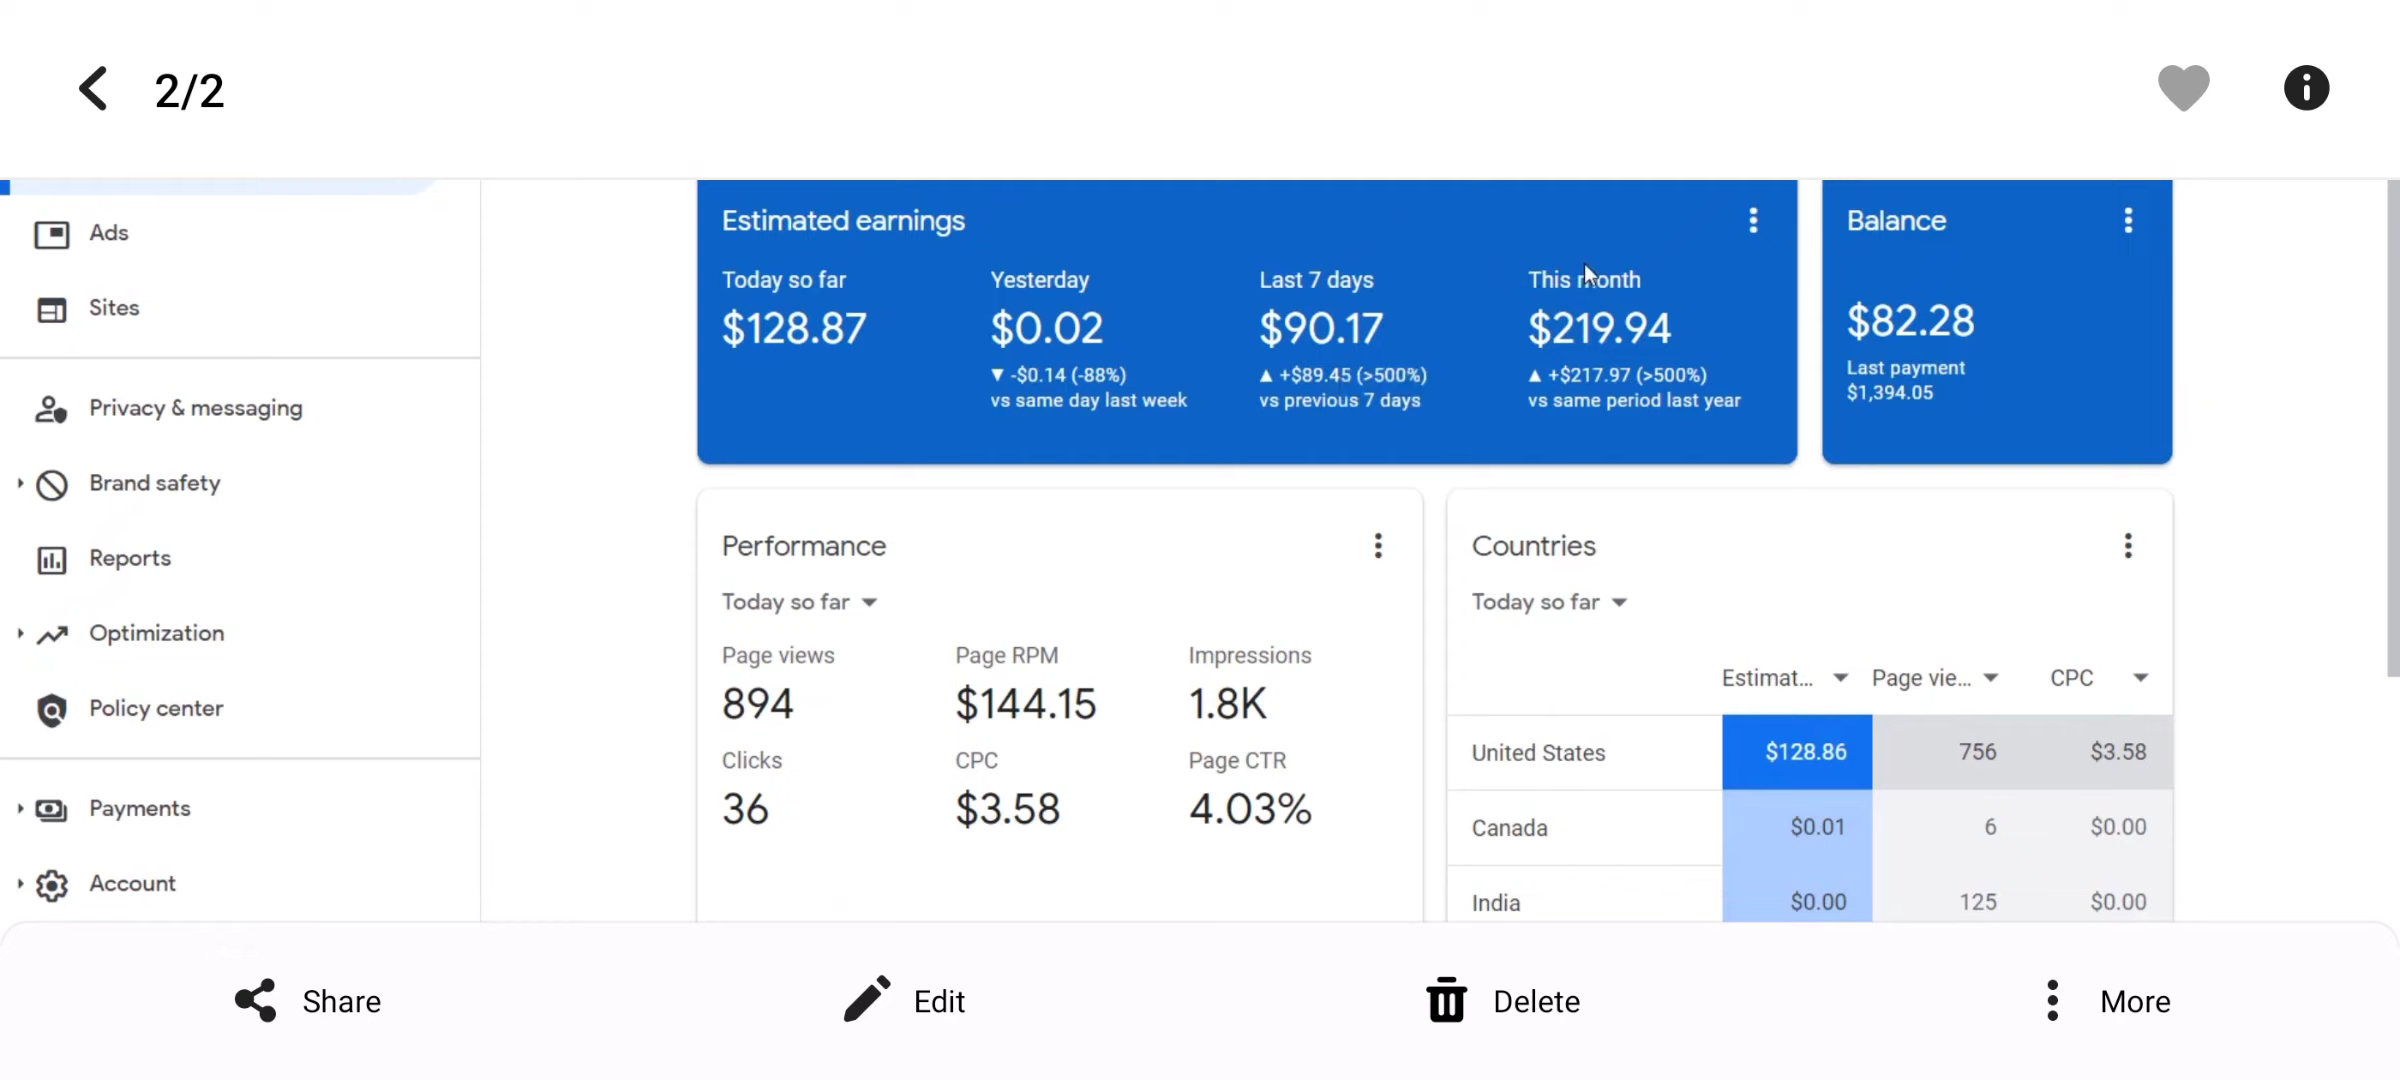 2/2
Ads
Sites
Privacy & messaging
Brand safety
Reports
Optimization
Policy center
Payments
Account
Estimated earnings
Today so far
$128.87
Yesterday
$0.02
▼ -$0.14 (-88%)
vs same day last week
Last 7 days
$90.17
▲ +$89.45 (>500%)
vs previous 7 days
This month
$219.94
▲ +$217.97 (>500%)
vs same period last year
Balance
$82.28
Last payment
$1,394.05
Performance
Today so far
Page views
894
Page RPM
$144.15
Impressions
1.8K
Clicks
36
CPC
$3.58
Page CTR
4.03%
Countries
Today so far
Estimat... Page vie... CPC
United States $128.86 756 $3.58
Canada $0.01 6 $0.00
India $0.00 125 $0.00
Share
Edit
Delete
More